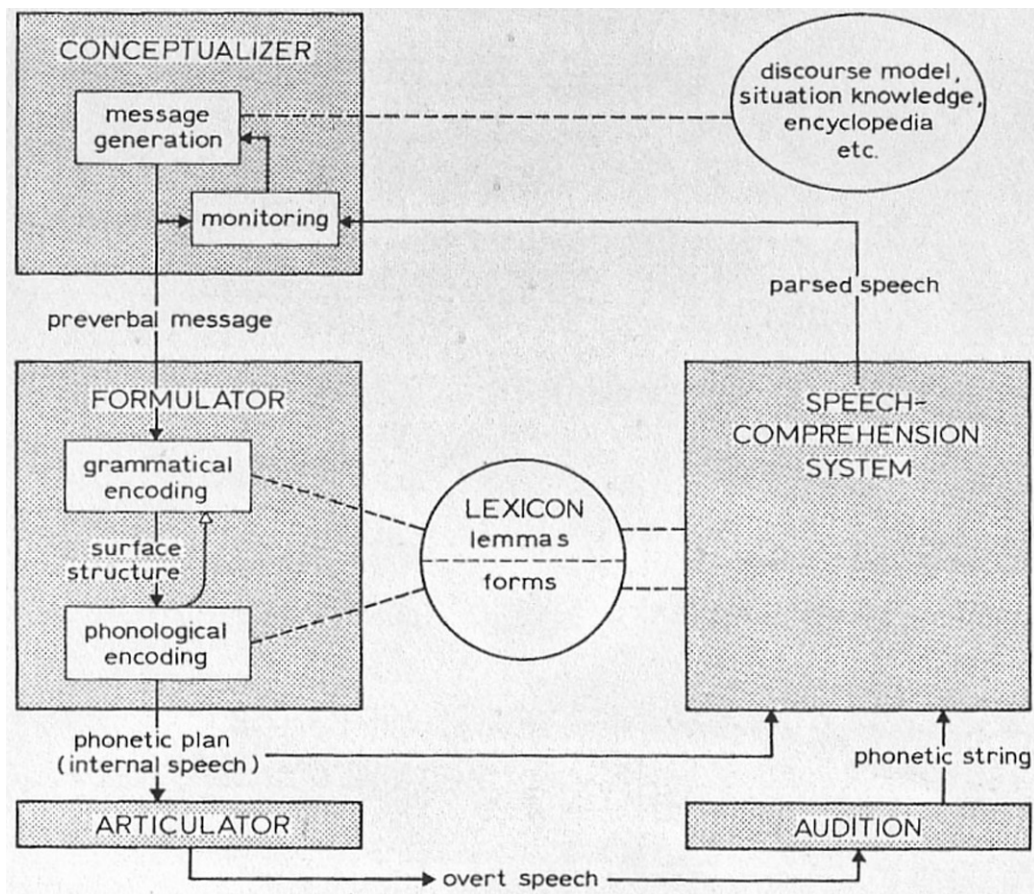 CONCEPTUALIZER
message
generation
monitoring
discourse model,
situation knowledge,
encyclopedia
etc.
parsed speech
preverbal message
FORMULATOR
grammatical
encoding
surface
structure
phonological
encoding
LEXICON
lemmas
forms
SPEECH-
COMPREHENSION
SYSTEM
phonetic plan
(internal speech)
phonetic string
ARTICULATOR
AUDITION
overt speech